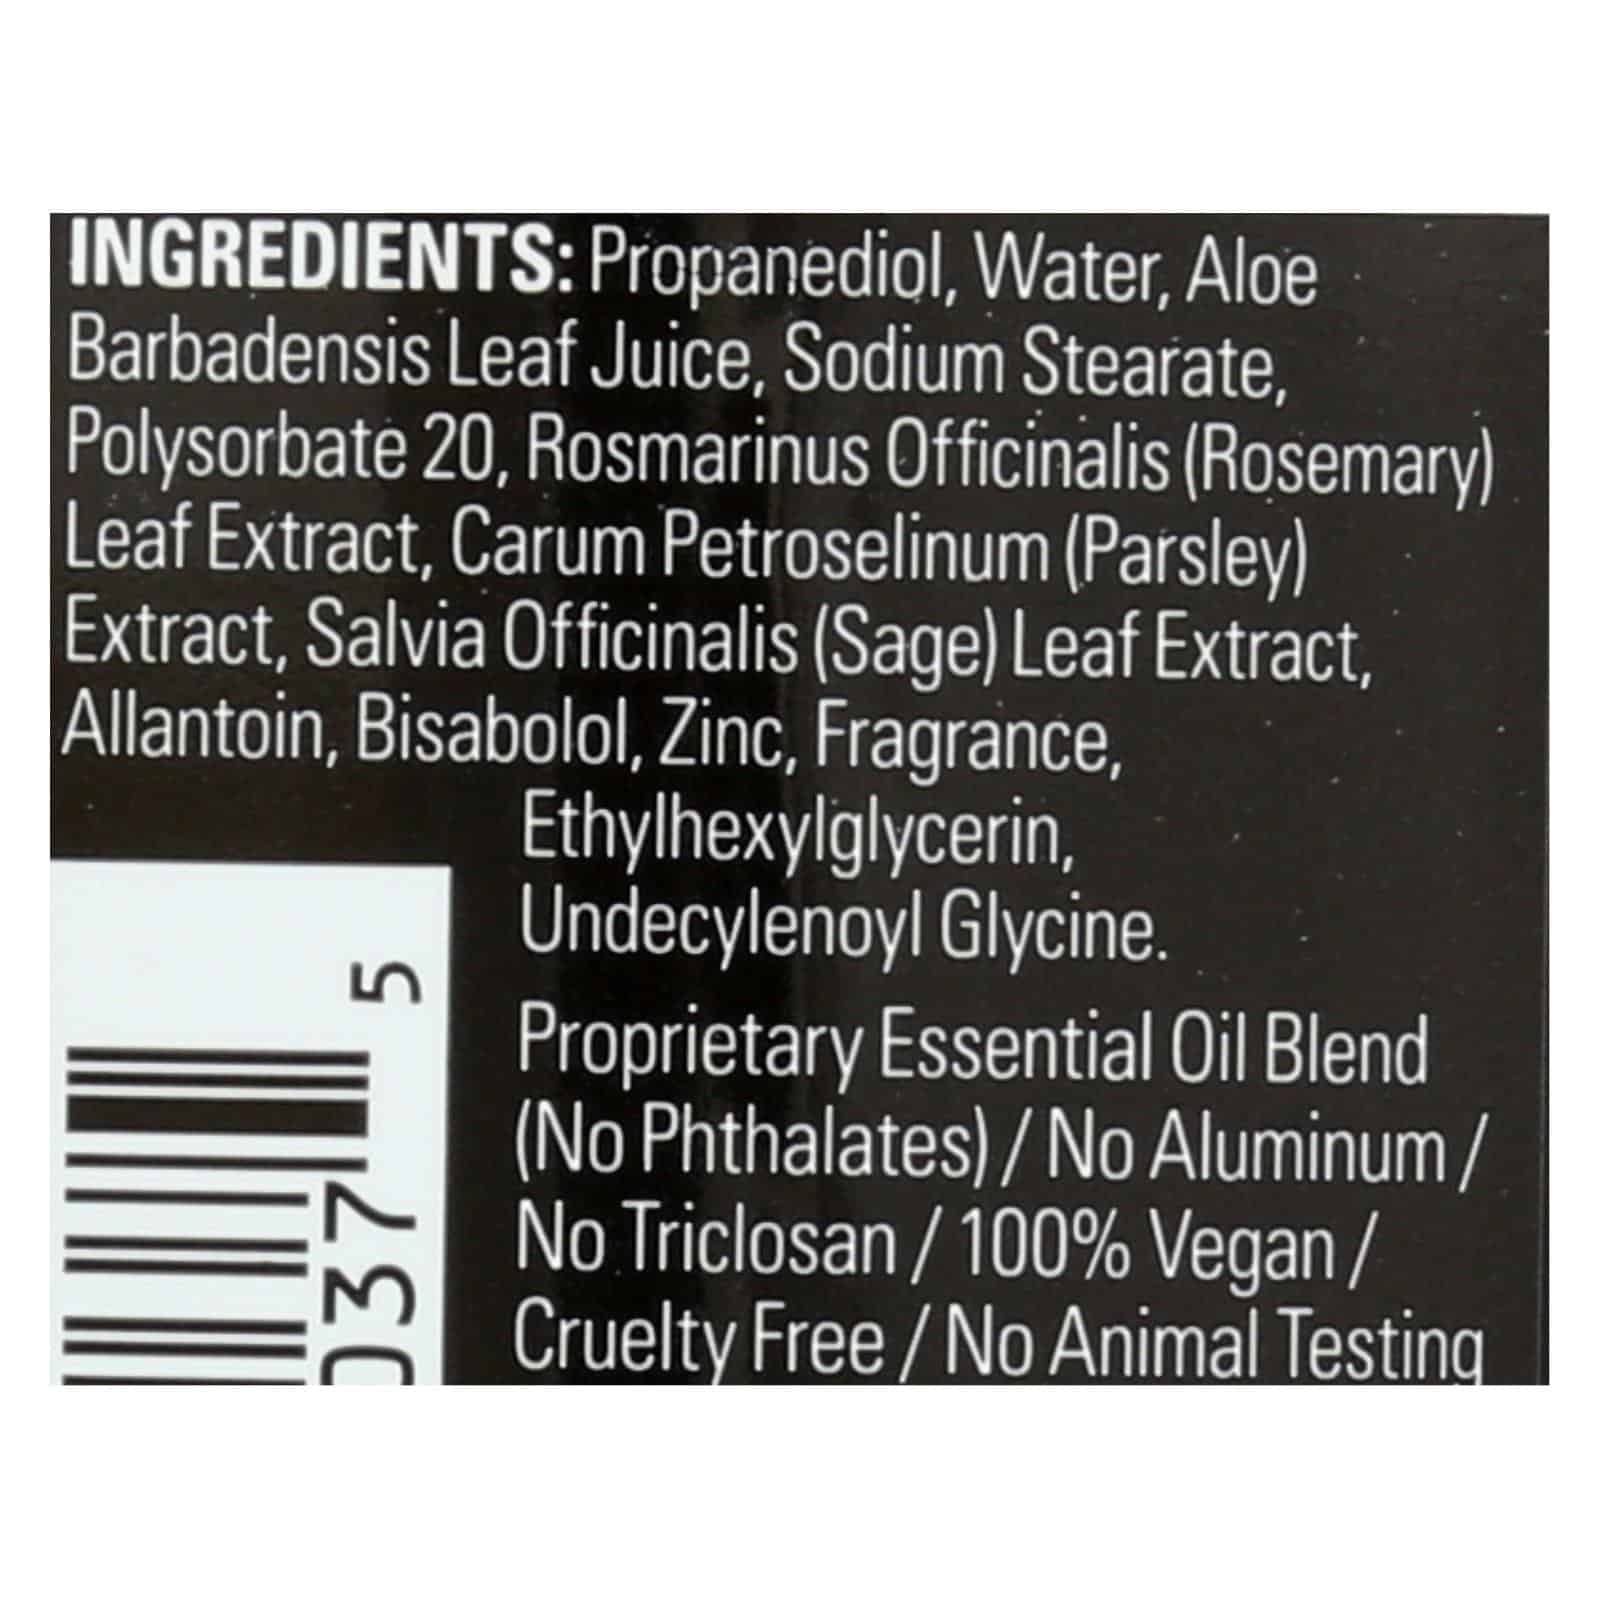 INGREDIENTS: Propanediol, Water, Aloe
Barbadensis Leaf Juice, Sodium Stearate,
Polysorbate 20, Rosmarinus Officinalis (Rosemary)
Leaf Extract, Carum Petroselinum (Parsley)
Extract, Salvia Officinalis (Sage) Leaf Extract,
Allantoin, Bisabolol, Zinc, Fragrance,
Ethylhexylglycerin,
Undecylenoyl Glycine.
Proprietary Essential Oil Blend
(No Phthalates) / No Aluminum /
No Triclosan / 100% Vegan /
Cruelty Free / No Animal Testing
037 5